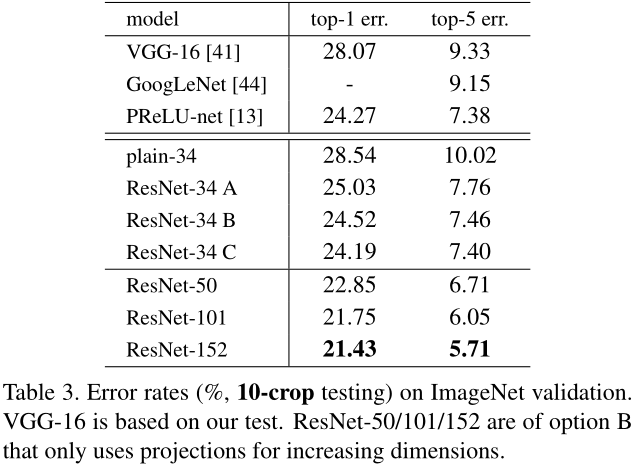 model top-1 err. top-5 err.
VGG-16 [41] 28.07 9.33
GoogLeNet [44] - 9.15
PReLU-net [13] 24.27 7.38
plain-34 28.54 10.02
ResNet-34 A 25.03 7.76
ResNet-34 B 24.52 7.46
ResNet-34 C 24.19 7.40
ResNet-50 22.85 6.71
ResNet-101 21.75 6.05
ResNet-152 21.43 5.71
Table 3. Error rates (%, 10-crop testing) on ImageNet validation.
VGG-16 is based on our test. ResNet-50/101/152 are of option B
that only uses projections for increasing dimensions.